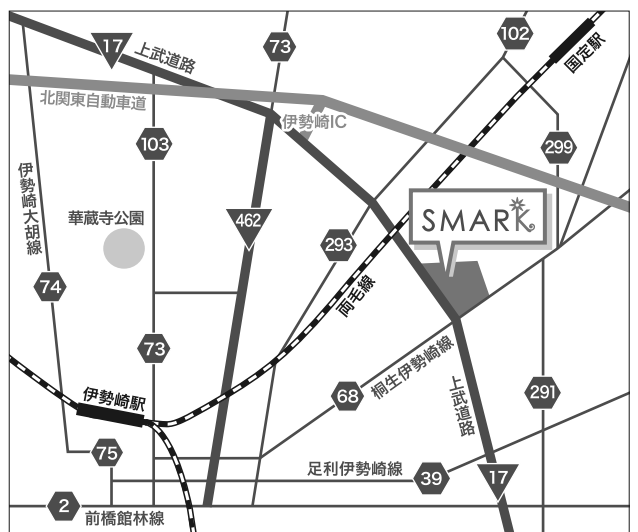 17
上武道路
73
102
国定駅
北関東自動車道
伊勢崎IC
103
299
伊勢崎大胡線
華蔵寺公園
462
293
SMARK
74
両毛線
73
伊勢崎駅
68
桐生伊勢崎線
上武道路
291
75
足利伊勢崎線
39
17
2
前橋館林線